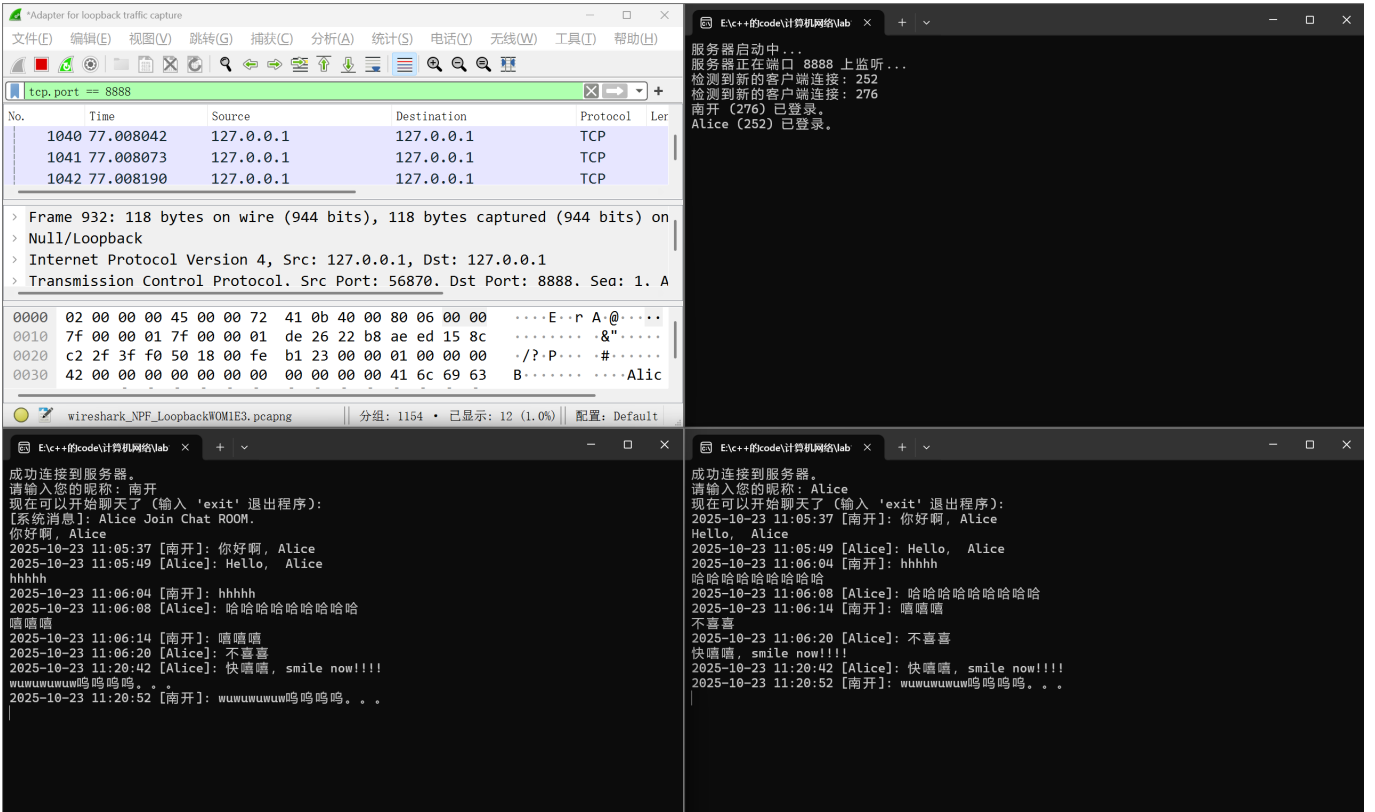 *Adapter for loopback traffic capture
文件(F) 编辑(E) 视图(V) 跳转(G) 捕获(C) 分析(A) 统计(S) 电话(Y) 无线(W) 工具(T) 帮助(H)
tcp.port == 8888
No. Time Source Destination Protocol Ler
1040 77.008042 127.0.0.1 127.0.0.1 TCP
1041 77.008073 127.0.0.1 127.0.0.1 TCP
1042 77.008190 127.0.0.1 127.0.0.1 TCP
Frame 932: 118 bytes on wire (944 bits), 118 bytes captured (944 bits) on
Null/Loopback
Internet Protocol Version 4, Src: 127.0.0.1, Dst: 127.0.0.1
Transmission Control Protocol, Src Port: 56870, Dst Port: 8888, Seq: 1, A
0000 02 00 00 00 45 00 00 72 41 0b 40 00 80 06 00 00 ····E··r A·@·····
0010 7f 00 00 01 7f 00 00 01 de 26 22 b8 ae ed 15 8c ········ ·&"·····
0020 c2 2f 3f f0 50 18 00 fe b1 23 00 00 01 00 00 00 ·/?·P··· ·#······
0030 42 00 00 00 00 00 00 00 00 00 00 00 41 6c 69 63 B······· ····Alic
wireshark_NPF_LoopbackWOM1E3.pcapng 分组: 1154 · 已显示: 12 (1.0%) 配置: Default
E:\c++的code\计算机网络\lab
服务器启动中...
服务器正在端口 8888 上监听...
检测到新的客户端连接: 252
检测到新的客户端连接: 276
南开 (276) 已登录。
Alice (252) 已登录。
E:\c++的code\计算机网络\lab
成功连接到服务器。
请输入您的昵称: 南开
现在可以开始聊天了 (输入 'exit' 退出程序):
[系统消息]: Alice Join Chat ROOM.
你好啊, Alice
2025-10-23 11:05:37 [南开]: 你好啊, Alice
2025-10-23 11:05:49 [Alice]: Hello, Alice
hhhhh
2025-10-23 11:06:04 [南开]: hhhhh
2025-10-23 11:06:08 [Alice]: 哈哈哈哈哈哈哈哈哈
嘻嘻嘻
2025-10-23 11:06:14 [南开]: 嘻嘻嘻
2025-10-23 11:06:20 [Alice]: 不喜喜
2025-10-23 11:20:42 [Alice]: 快嘻嘻, smile now!!!!
wuwuwuwuw呜呜呜呜。。。
2025-10-23 11:20:52 [南开]: wuwuwuwuw呜呜呜呜。。。
E:\c++的code\计算机网络\lab
成功连接到服务器。
请输入您的昵称: Alice
现在可以开始聊天了 (输入 'exit' 退出程序):
2025-10-23 11:05:37 [南开]: 你好啊, Alice
Hello, Alice
2025-10-23 11:05:49 [Alice]: Hello, Alice
2025-10-23 11:06:04 [南开]: hhhhh
哈哈哈哈哈哈哈哈哈
2025-10-23 11:06:08 [Alice]: 哈哈哈哈哈哈哈哈哈
2025-10-23 11:06:14 [南开]: 嘻嘻嘻
不喜喜
2025-10-23 11:06:20 [Alice]: 不喜喜
快嘻嘻, smile now!!!!
2025-10-23 11:20:42 [Alice]: 快嘻嘻, smile now!!!!
2025-10-23 11:20:52 [南开]: wuwuwuwuw呜呜呜呜。。。